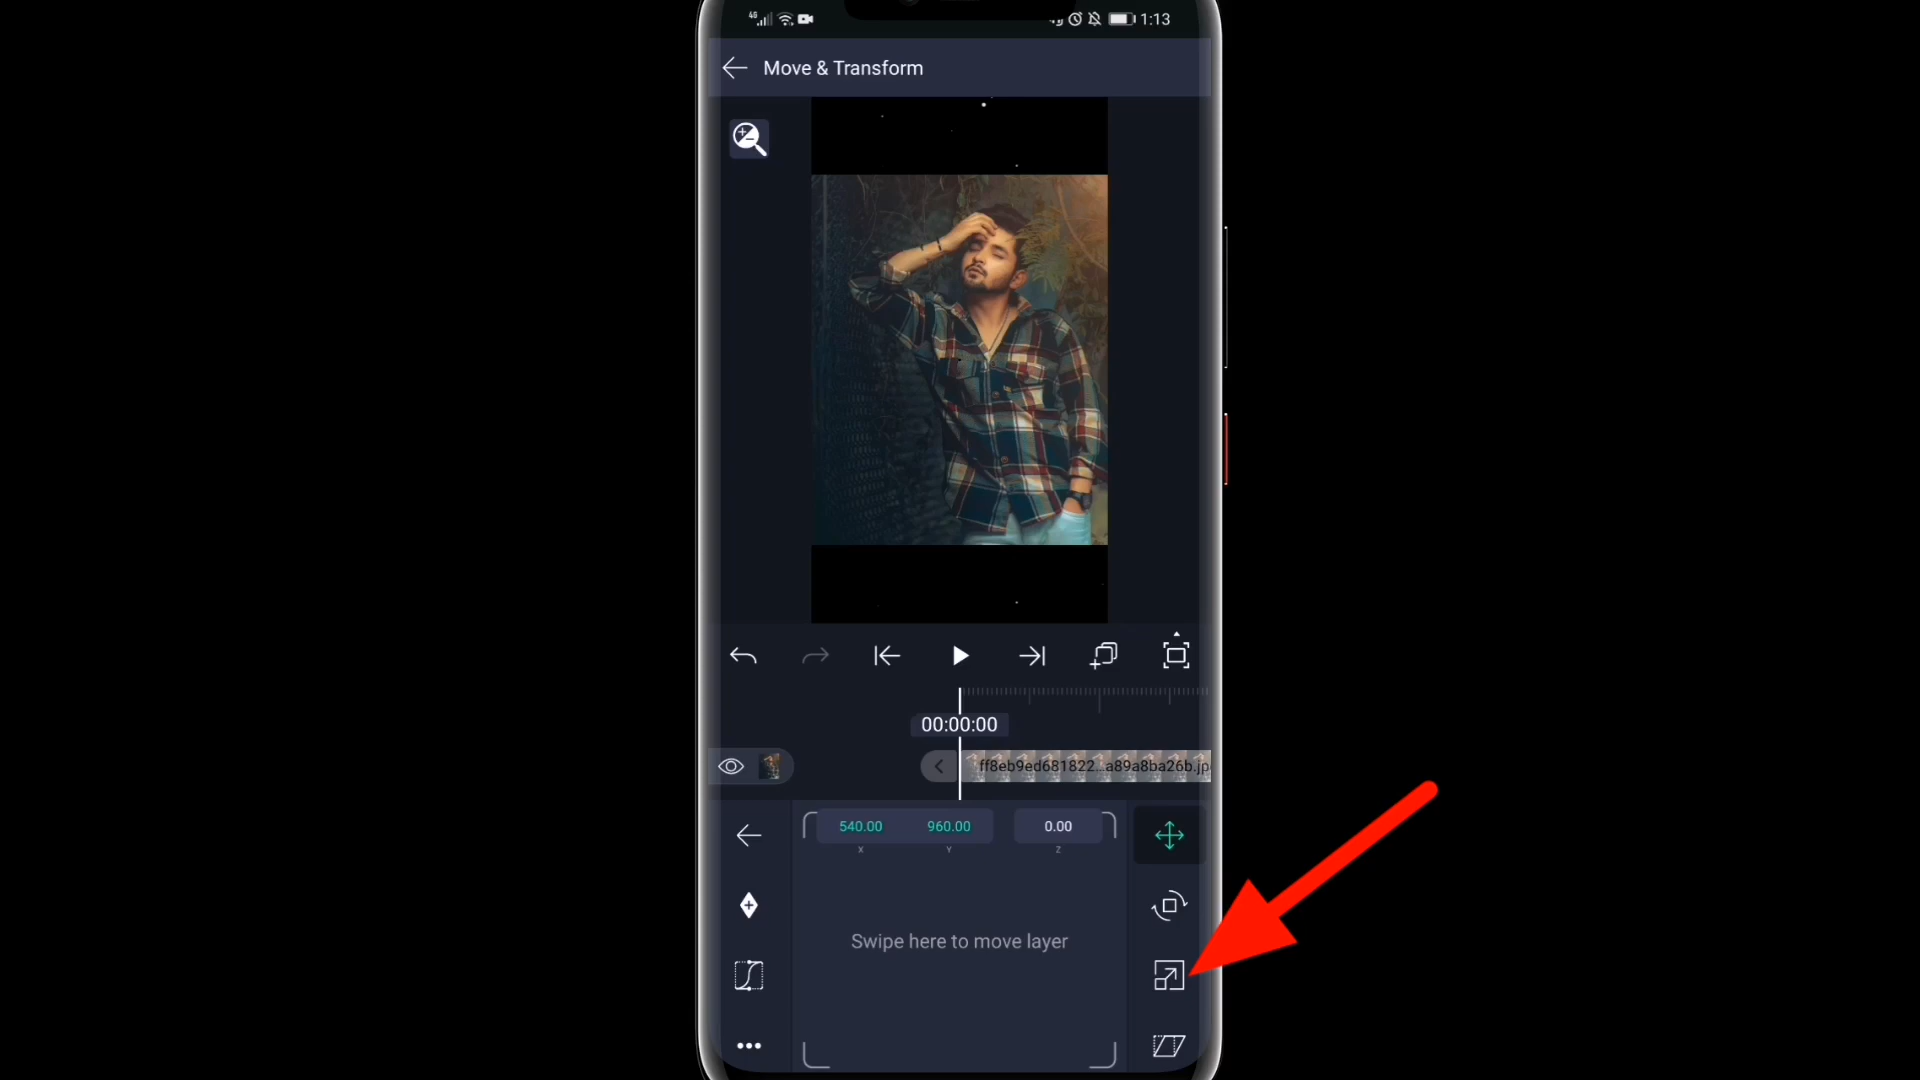 4G 1:13
Move & Transform
00:00:00
ff8eb9ed681822...a89a8ba26b.jp
540.00 960.00 0.00
X Y Z
Swipe here to move layer